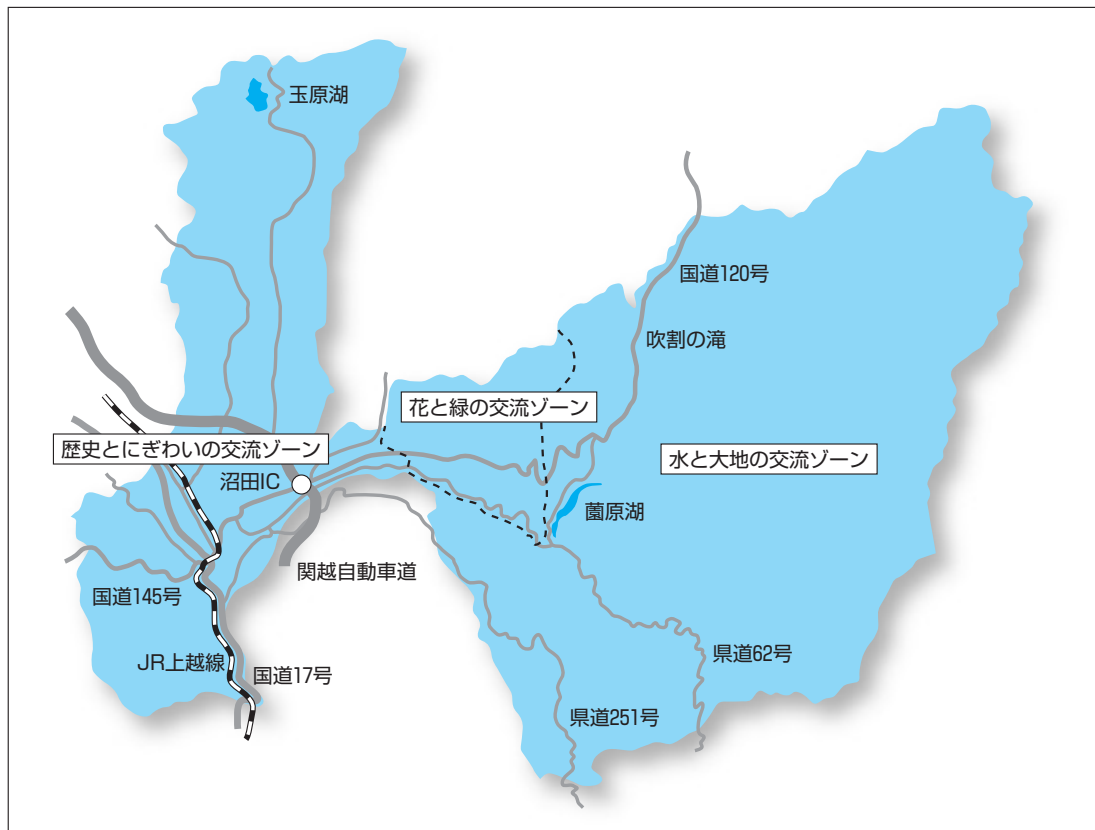 玉原湖
国道120号
吹割の滝
花と緑の交流ゾーン
歴史とにぎわいの交流ゾーン
水と大地の交流ゾーン
沼田IC
薗原湖
関越自動車道
国道145号
県道62号
JR上越線
国道17号
県道251号